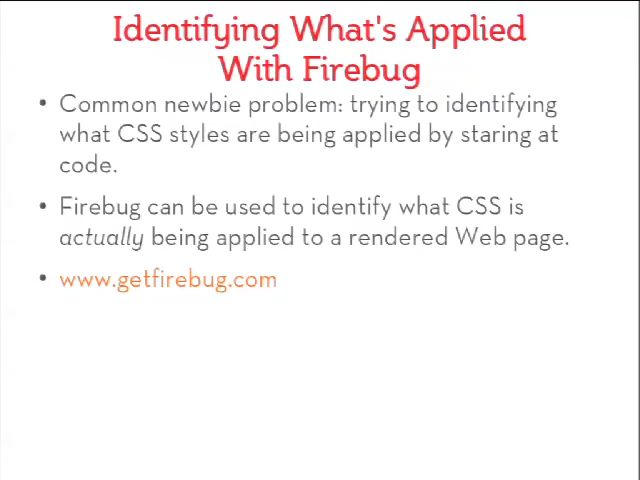 Identifying What's Applied
With Firebug
• Common newbie problem: trying to identifying
what CSS styles are being applied by staring at
code.
• Firebug can be used to identify what CSS is
actually being applied to a rendered Web page.
• www.getfirebug.com